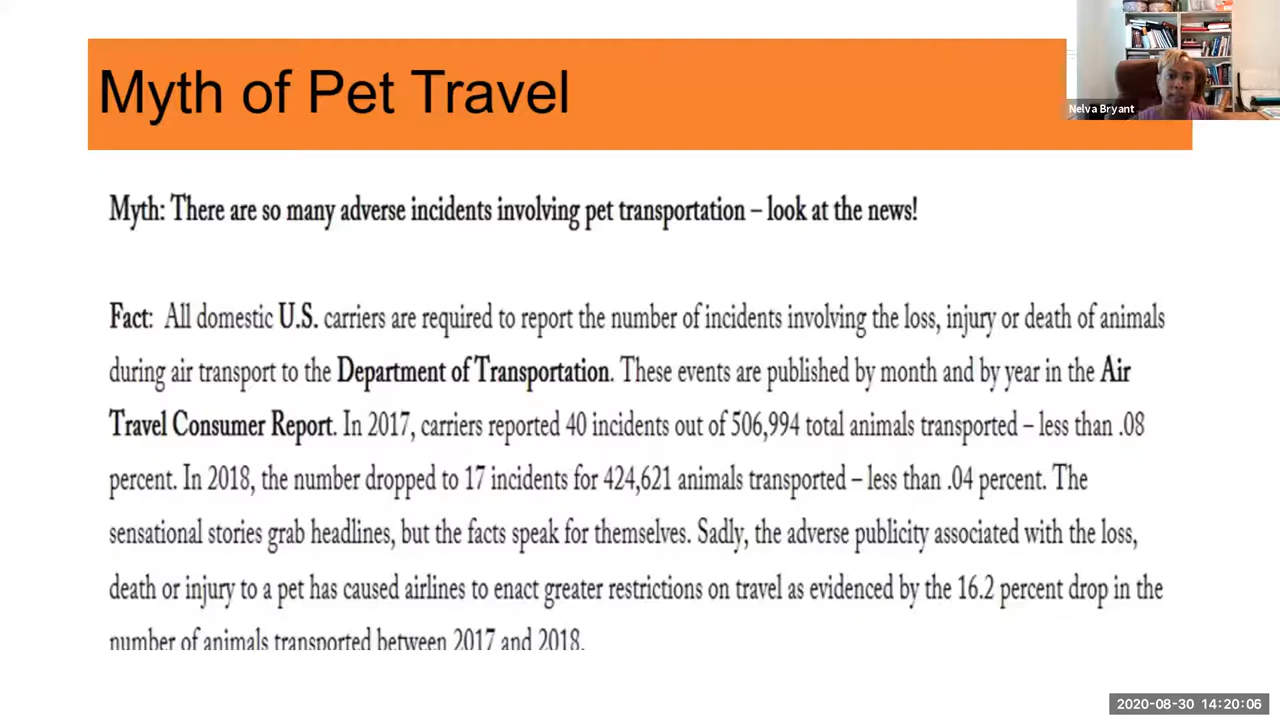 Myth of Pet Travel
Nelva Bryant
Myth: There are so many adverse incidents involving pet transportation – look at the news!
Fact: All domestic U.S. carriers are required to report the number of incidents involving the loss, injury or death of animals
during air transport to the Department of Transportation. These events are published by month and by year in the Air
Travel Consumer Report. In 2017, carriers reported 40 incidents out of 506,994 total animals transported – less than .08
percent. In 2018, the number dropped to 17 incidents for 424,621 animals transported – less than .04 percent. The
sensational stories grab headlines, but the facts speak for themselves. Sadly, the adverse publicity associated with the loss,
death or injury to a pet has caused airlines to enact greater restrictions on travel as evidenced by the 16.2 percent drop in the
number of animals transported between 2017 and 2018.
2020-08-30 14:20:06